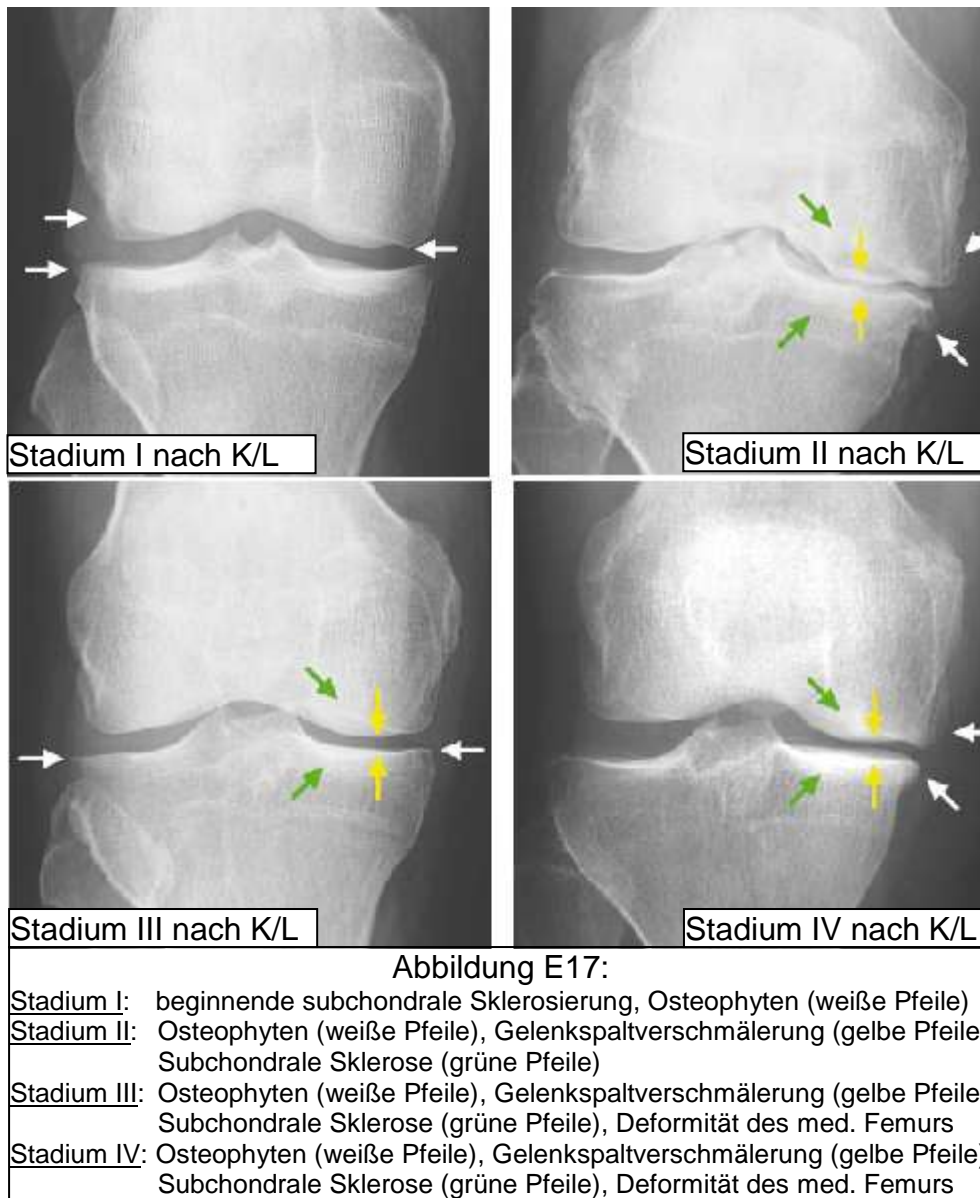 Stadium I nach K/L
Stadium II nach K/L
Stadium III nach K/L
Stadium IV nach K/L
Abbildung E17:
Stadium I: beginnende subchondrale Sklerosierung, Osteophyten (weiße Pfeile)
Stadium II: Osteophyten (weiße Pfeile), Gelenkspaltverschmälerung (gelbe Pfeile
Subchondrale Sklerose (grüne Pfeile)
Stadium III: Osteophyten (weiße Pfeile), Gelenkspaltverschmälerung (gelbe Pfeile
Subchondrale Sklerose (grüne Pfeile), Deformität des med. Femurs
Stadium IV: Osteophyten (weiße Pfeile), Gelenkspaltverschmälerung (gelbe Pfeile)
Subchondrale Sklerose (grüne Pfeile), Deformität des med. Femurs